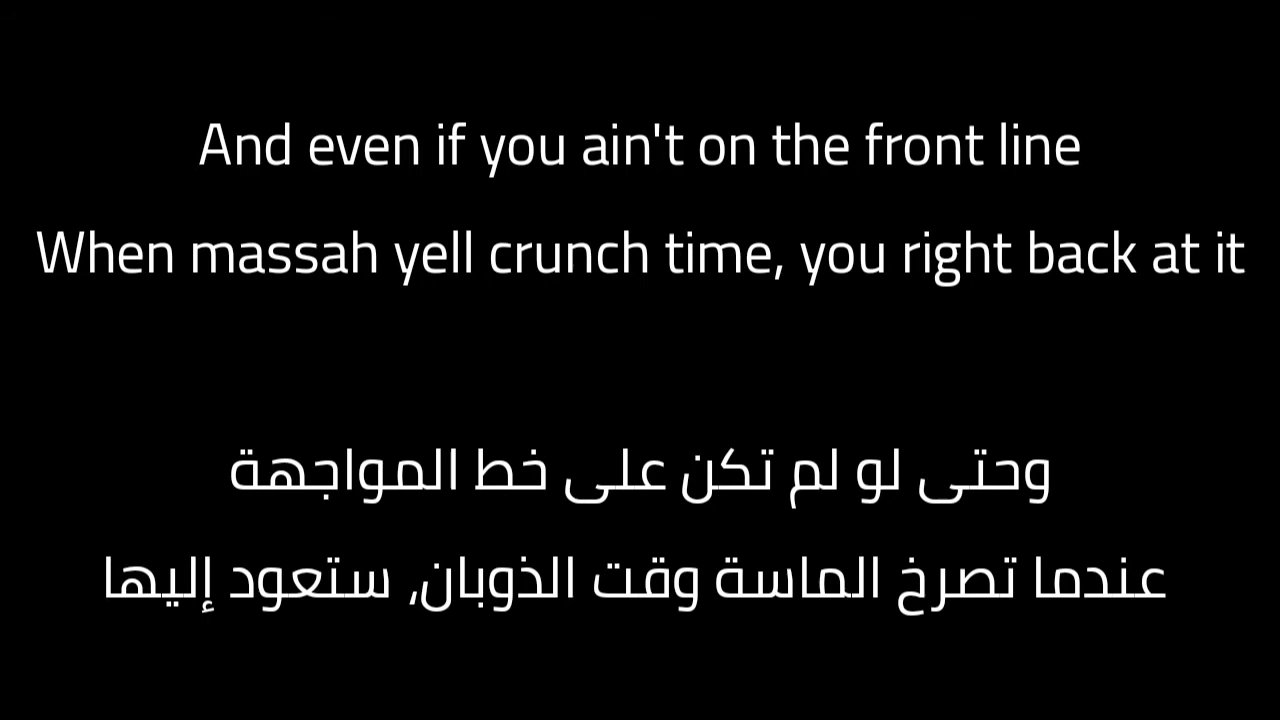 And even if you ain't on the front line
When massah yell crunch time, you right back at it
وحتى لو لم تكن على خط المواجهة
عندما تصرخ الماسة وقت الذوبان, ستعود إليها